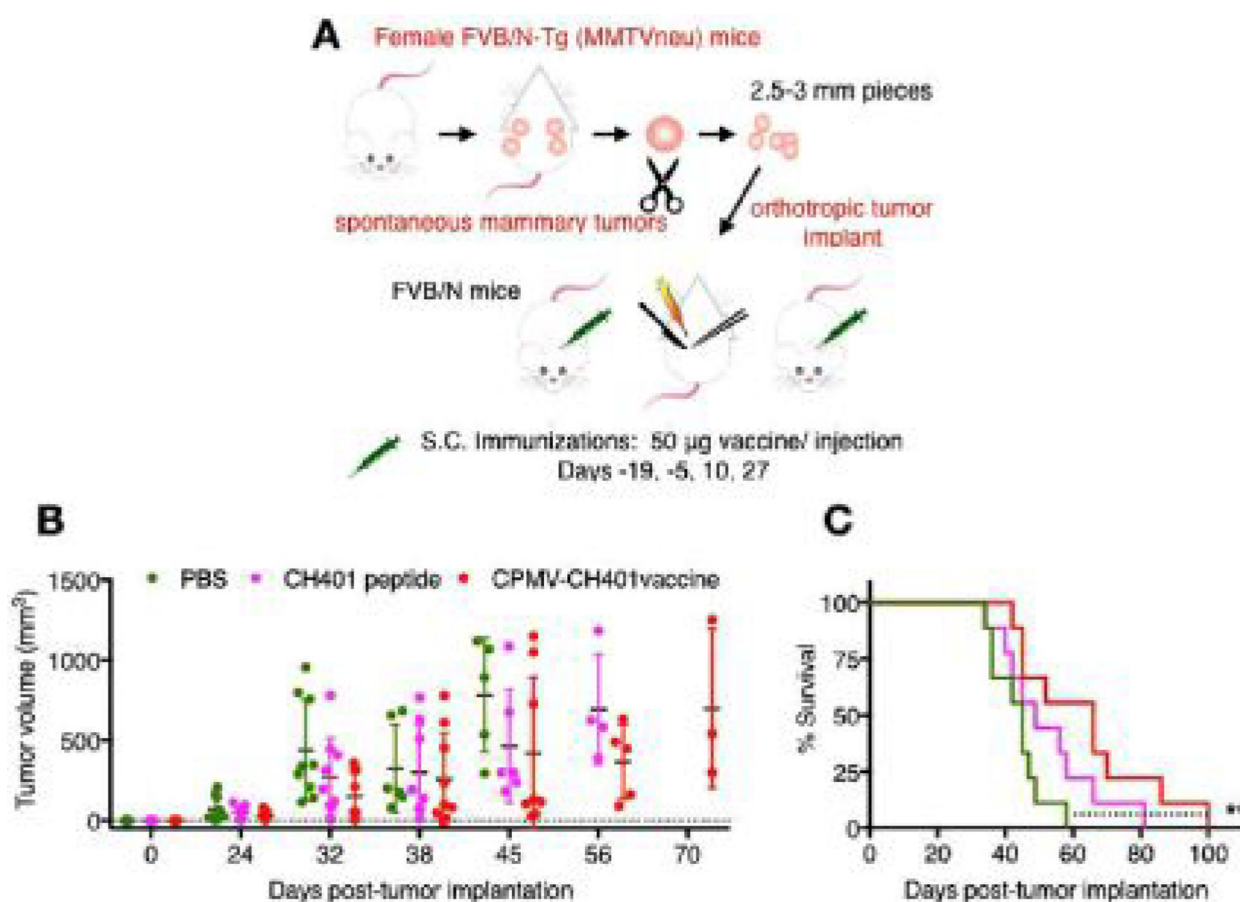 A
Female FVB/N-Tg (MMTVneu) mice
2.5-3 mm pieces
spontaneous mammary tumors
orthotropic tumor
implant
FVB/N mice
S.C. Immunizations: 50 µg vaccine/ injection
Days -19, -5, 10, 27
B
PBS CH401 peptide CPMV-CH401vaccine
Tumor volume (mm³)
1500
1000
500
0
0 24 32 38 45 56 70
Days post-tumor implantation
C
% Survival
100
75
50
25
0
0 20 40 60 80 100
Days post-tumor implantation